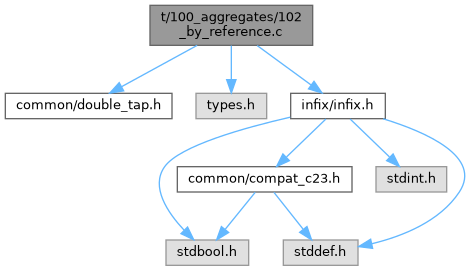 t/100_aggregates/102
_by_reference.c
common/double_tap.h
types.h
infix/infix.h
common/compat_c23.h
stdint.h
stdbool.h
stddef.h